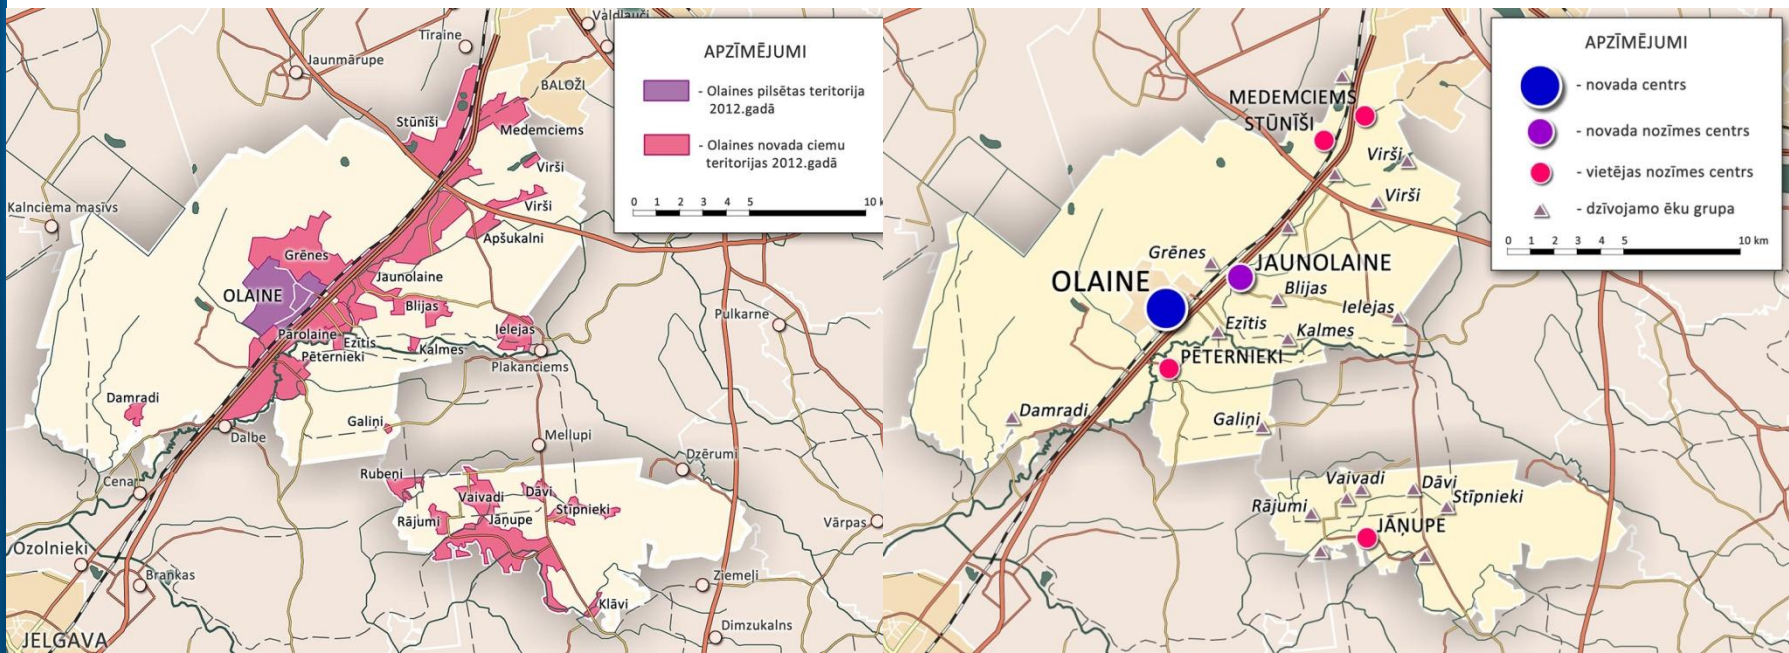 Valdlauči
Tīraine
Jaunmārupe
BALOŽI
Stūnīši
Medemciems
Virši
Kalnciema masīvs
Virši
Apšukalni
Grēnes
Jaunolaine
OLAINE
Blijas
Pulkarne
Ielejas
Pārolaine
Ezītis
Kalmes
Pēternieki
Plakanciems
Damradi
Galiņi
Dalbe
Mellupi
Dzērumi
Rubeņi
Cena
Vaivadi
Dāvi
Stīpnieki
Rājumi
Jāņupe
Vārpas
Ozolnieki
Brankas
Ziemeļi
Klāvi
Dimzukalns
JELGAVA
APZĪMĒJUMI
- Olaines pilsētas teritorija
2012.gadā
- Olaines novada ciemu
teritorijas 2012.gadā
0 1 2 3 4 5 10 k
MEDEMCIEMS
STŪNĪŠI
Virši
Virši
Grēnes
JAUNOLAINE
OLAINE
Blijas
Ielejas
Ezītis
Kalmes
PĒTERNIEKI
Damradi
Galiņi
Vaivadi
Dāvi
Stīpnieki
Rājumi
JĀŅUPE
APZĪMĒJUMI
- novada centrs
- novada nozīmes centrs
- vietējas nozīmes centrs
- dzīvojamo ēku grupa
0 1 2 3 4 5 10 km